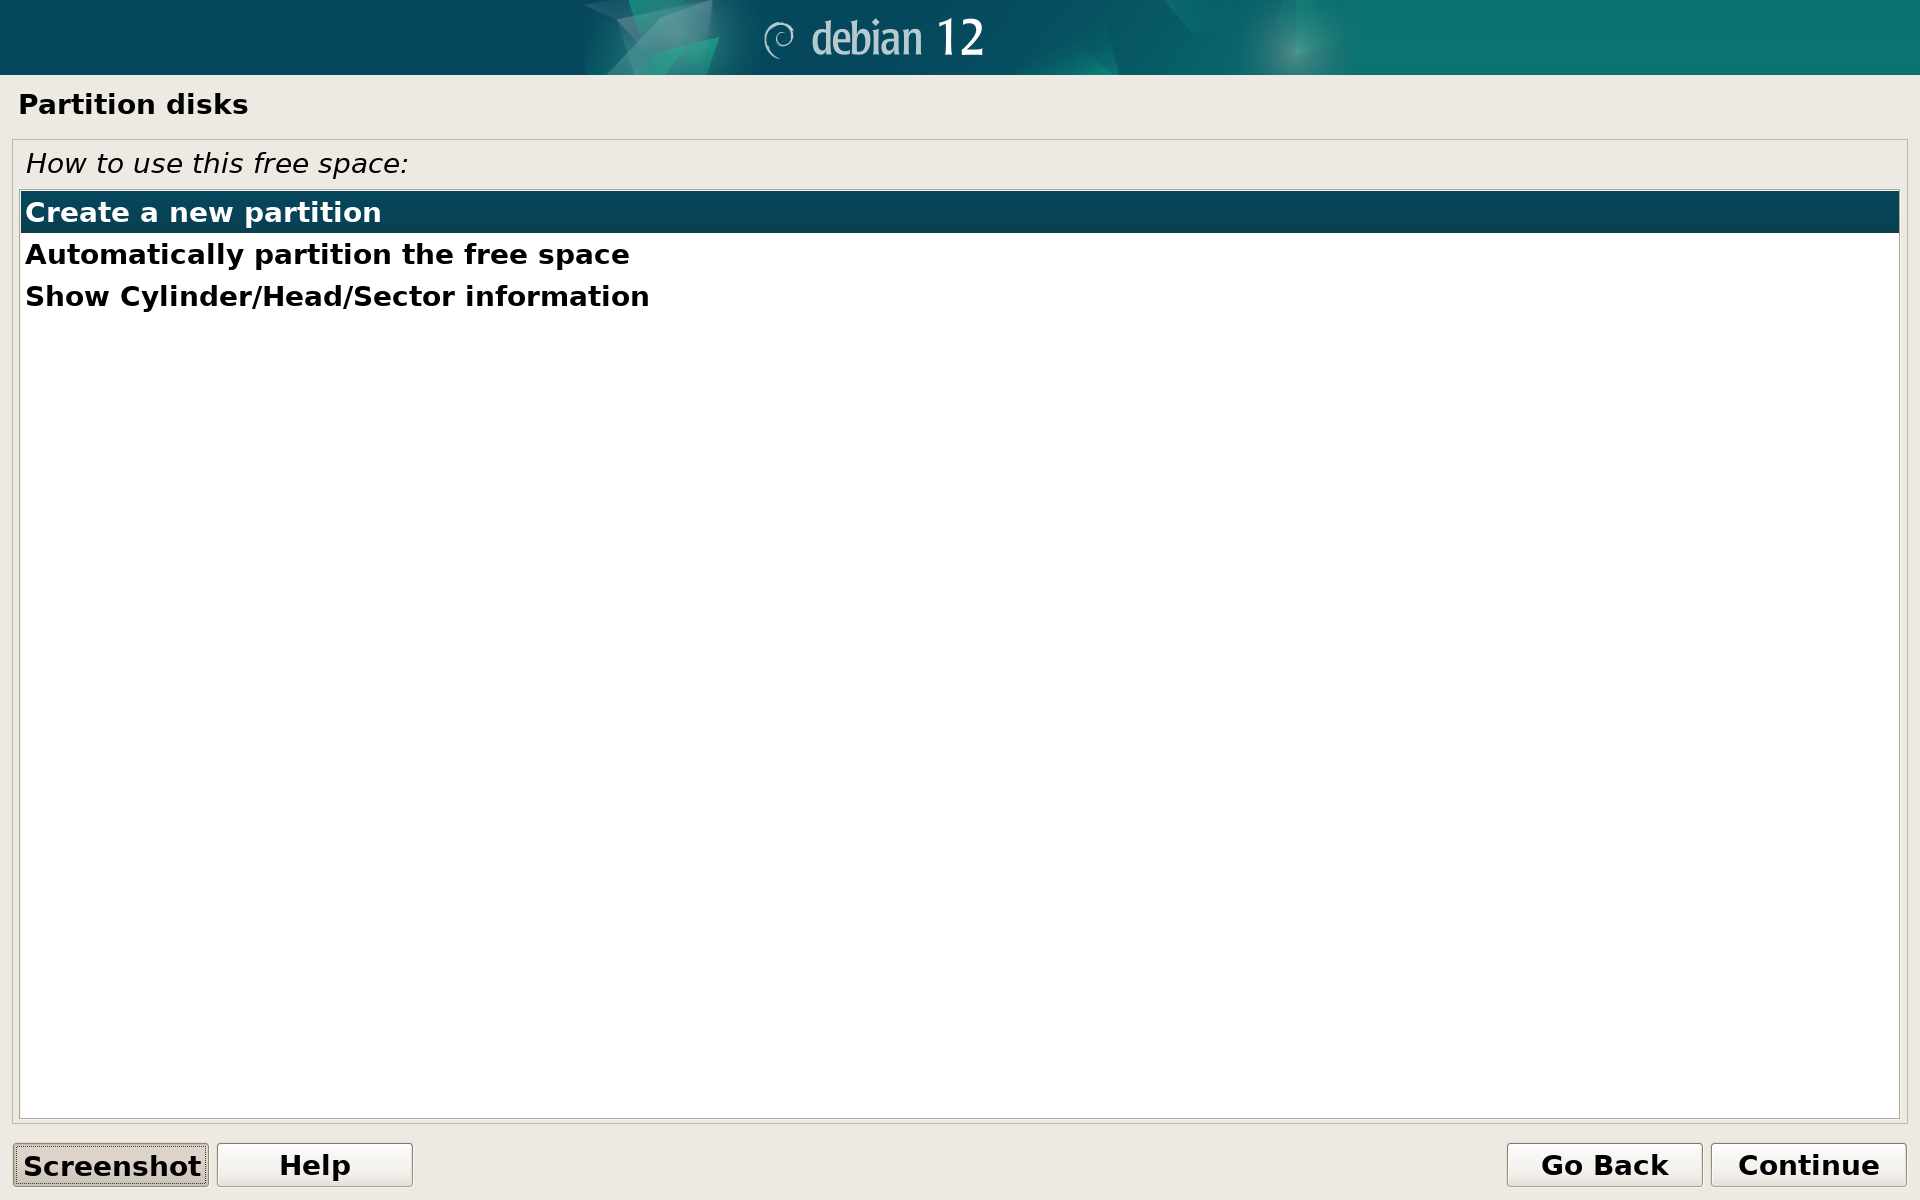 debian 12
Partition disks
How to use this free space:
Create a new partition
Automatically partition the free space
Show Cylinder/Head/Sector information
Screenshot
Help
Go Back
Continue